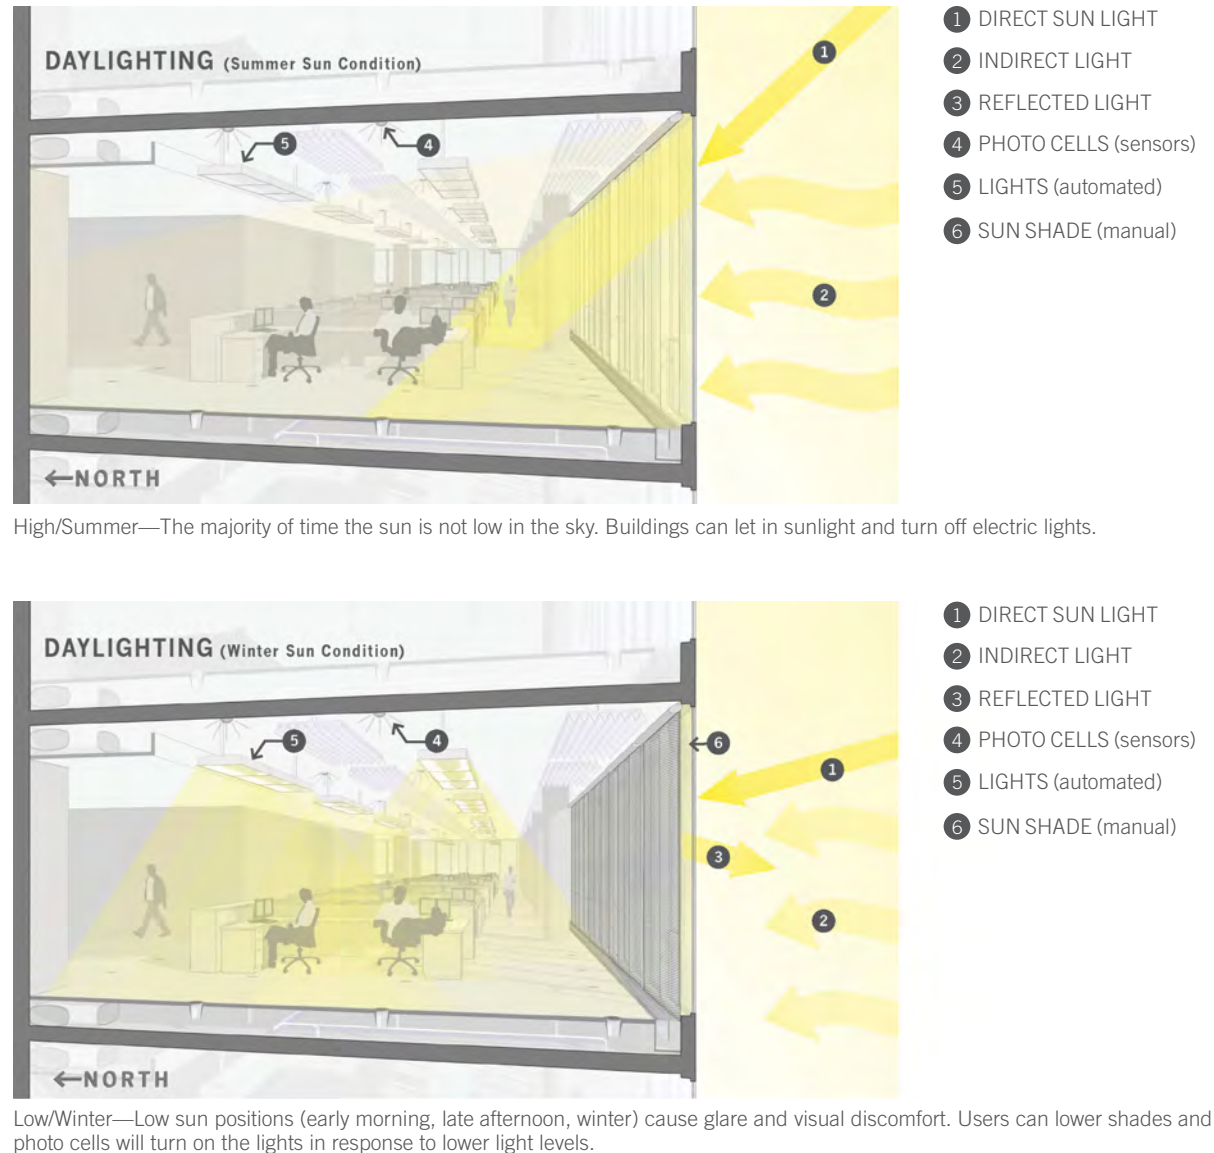 DAYLIGHTING (Summer Sun Condition)
1
5
4
2
←NORTH
1 DIRECT SUN LIGHT
2 INDIRECT LIGHT
3 REFLECTED LIGHT
4 PHOTO CELLS (sensors)
5 LIGHTS (automated)
6 SUN SHADE (manual)
High/Summer—The majority of time the sun is not low in the sky. Buildings can let in sunlight and turn off electric lights.
DAYLIGHTING (Winter Sun Condition)
5
4
6
1
3
2
←NORTH
1 DIRECT SUN LIGHT
2 INDIRECT LIGHT
3 REFLECTED LIGHT
4 PHOTO CELLS (sensors)
5 LIGHTS (automated)
6 SUN SHADE (manual)
Low/Winter—Low sun positions (early morning, late afternoon, winter) cause glare and visual discomfort. Users can lower shades and
photo cells will turn on the lights in response to lower light levels.